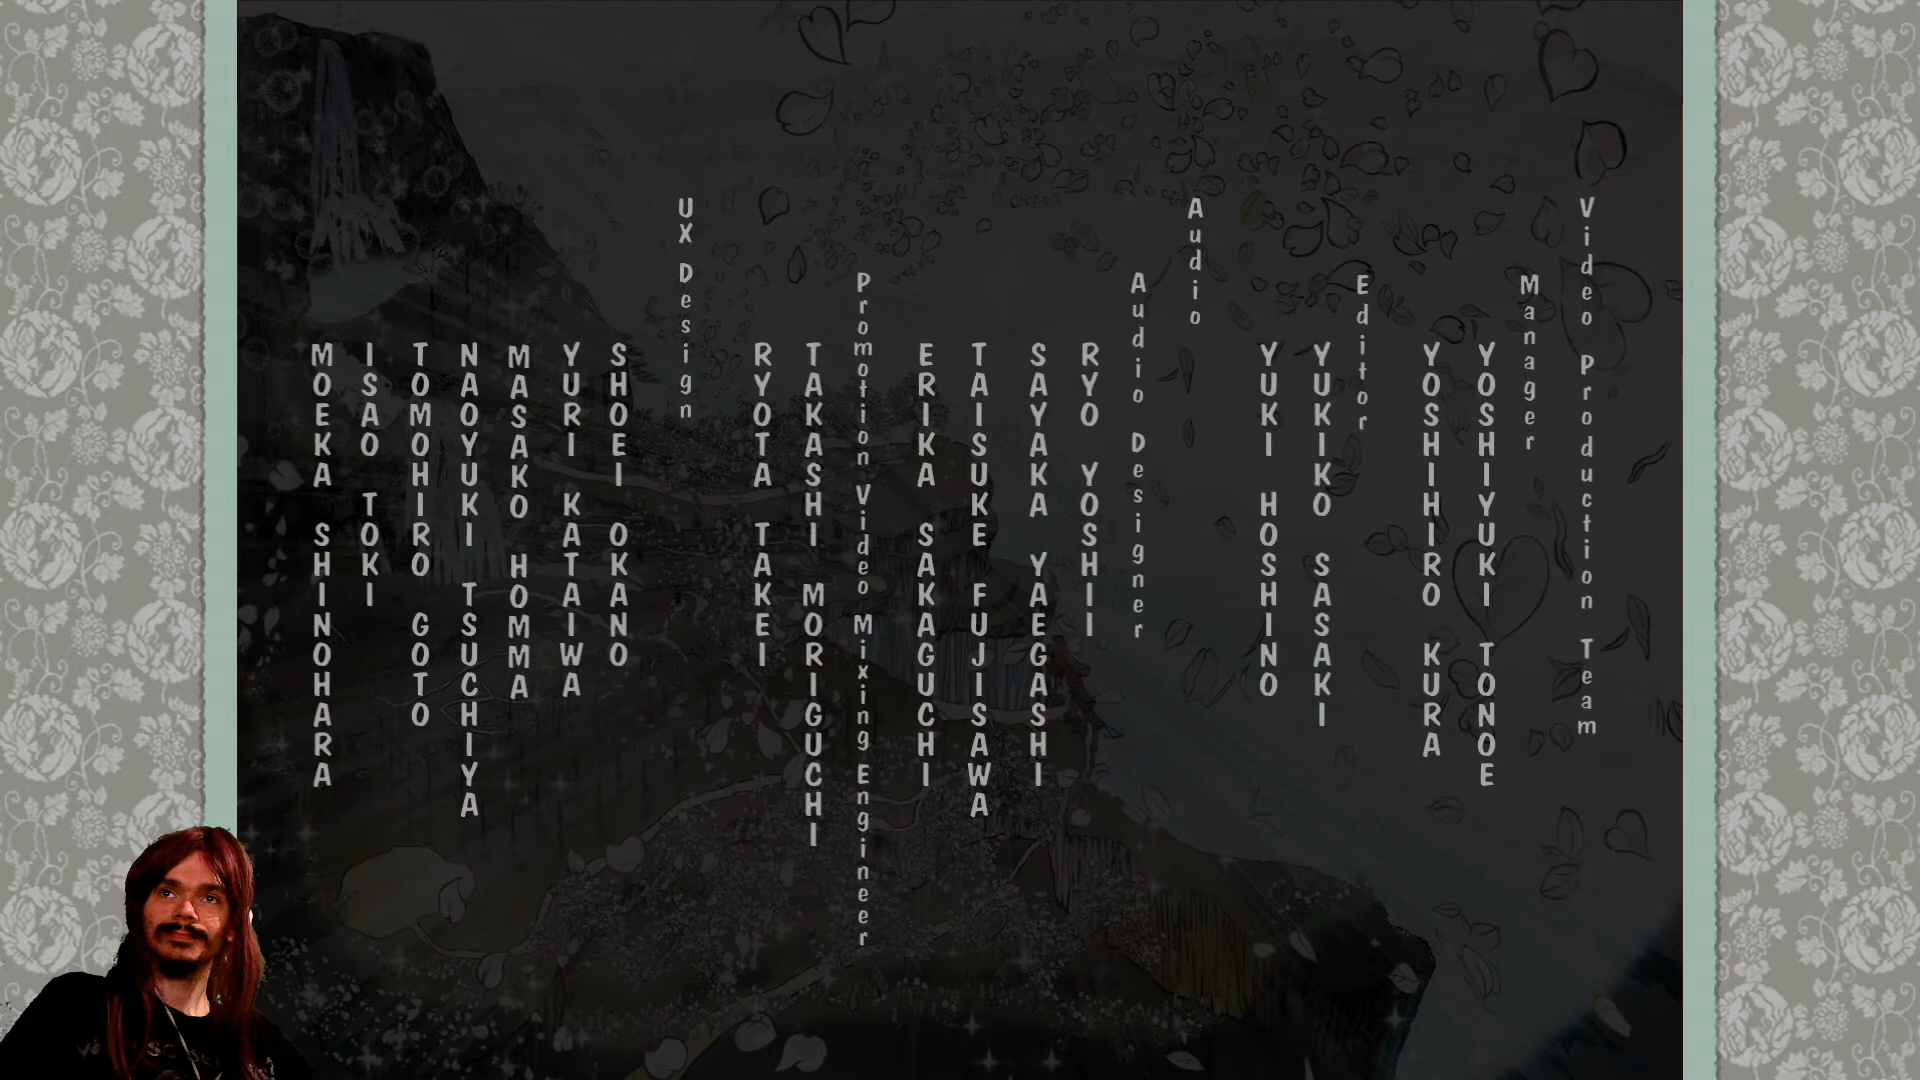 Video Production Team
Manager
YOSHIYUKI TONOE
YOSHIHIRO KURA
Editor
YUKIKO SASAKI
YUKI HOSHINO
Audio
Audio Designer
RYO YOSHII
SAYAKA YAEGASHI
TAISUKE FUJISAWA
ERIKA SAKAGUCHI
Promotion Video Mixing Engineer
TAKASHI MORIGUCHI
RYOTA TAKEI
UX Design
SHOEI OKANO
YURI KATAIWA
MASAKO HOMMA
NAOYUKI TSUCHIYA
TOMOHIRO GOTO
ISAO TOKI
MOEKA SHINOHARA